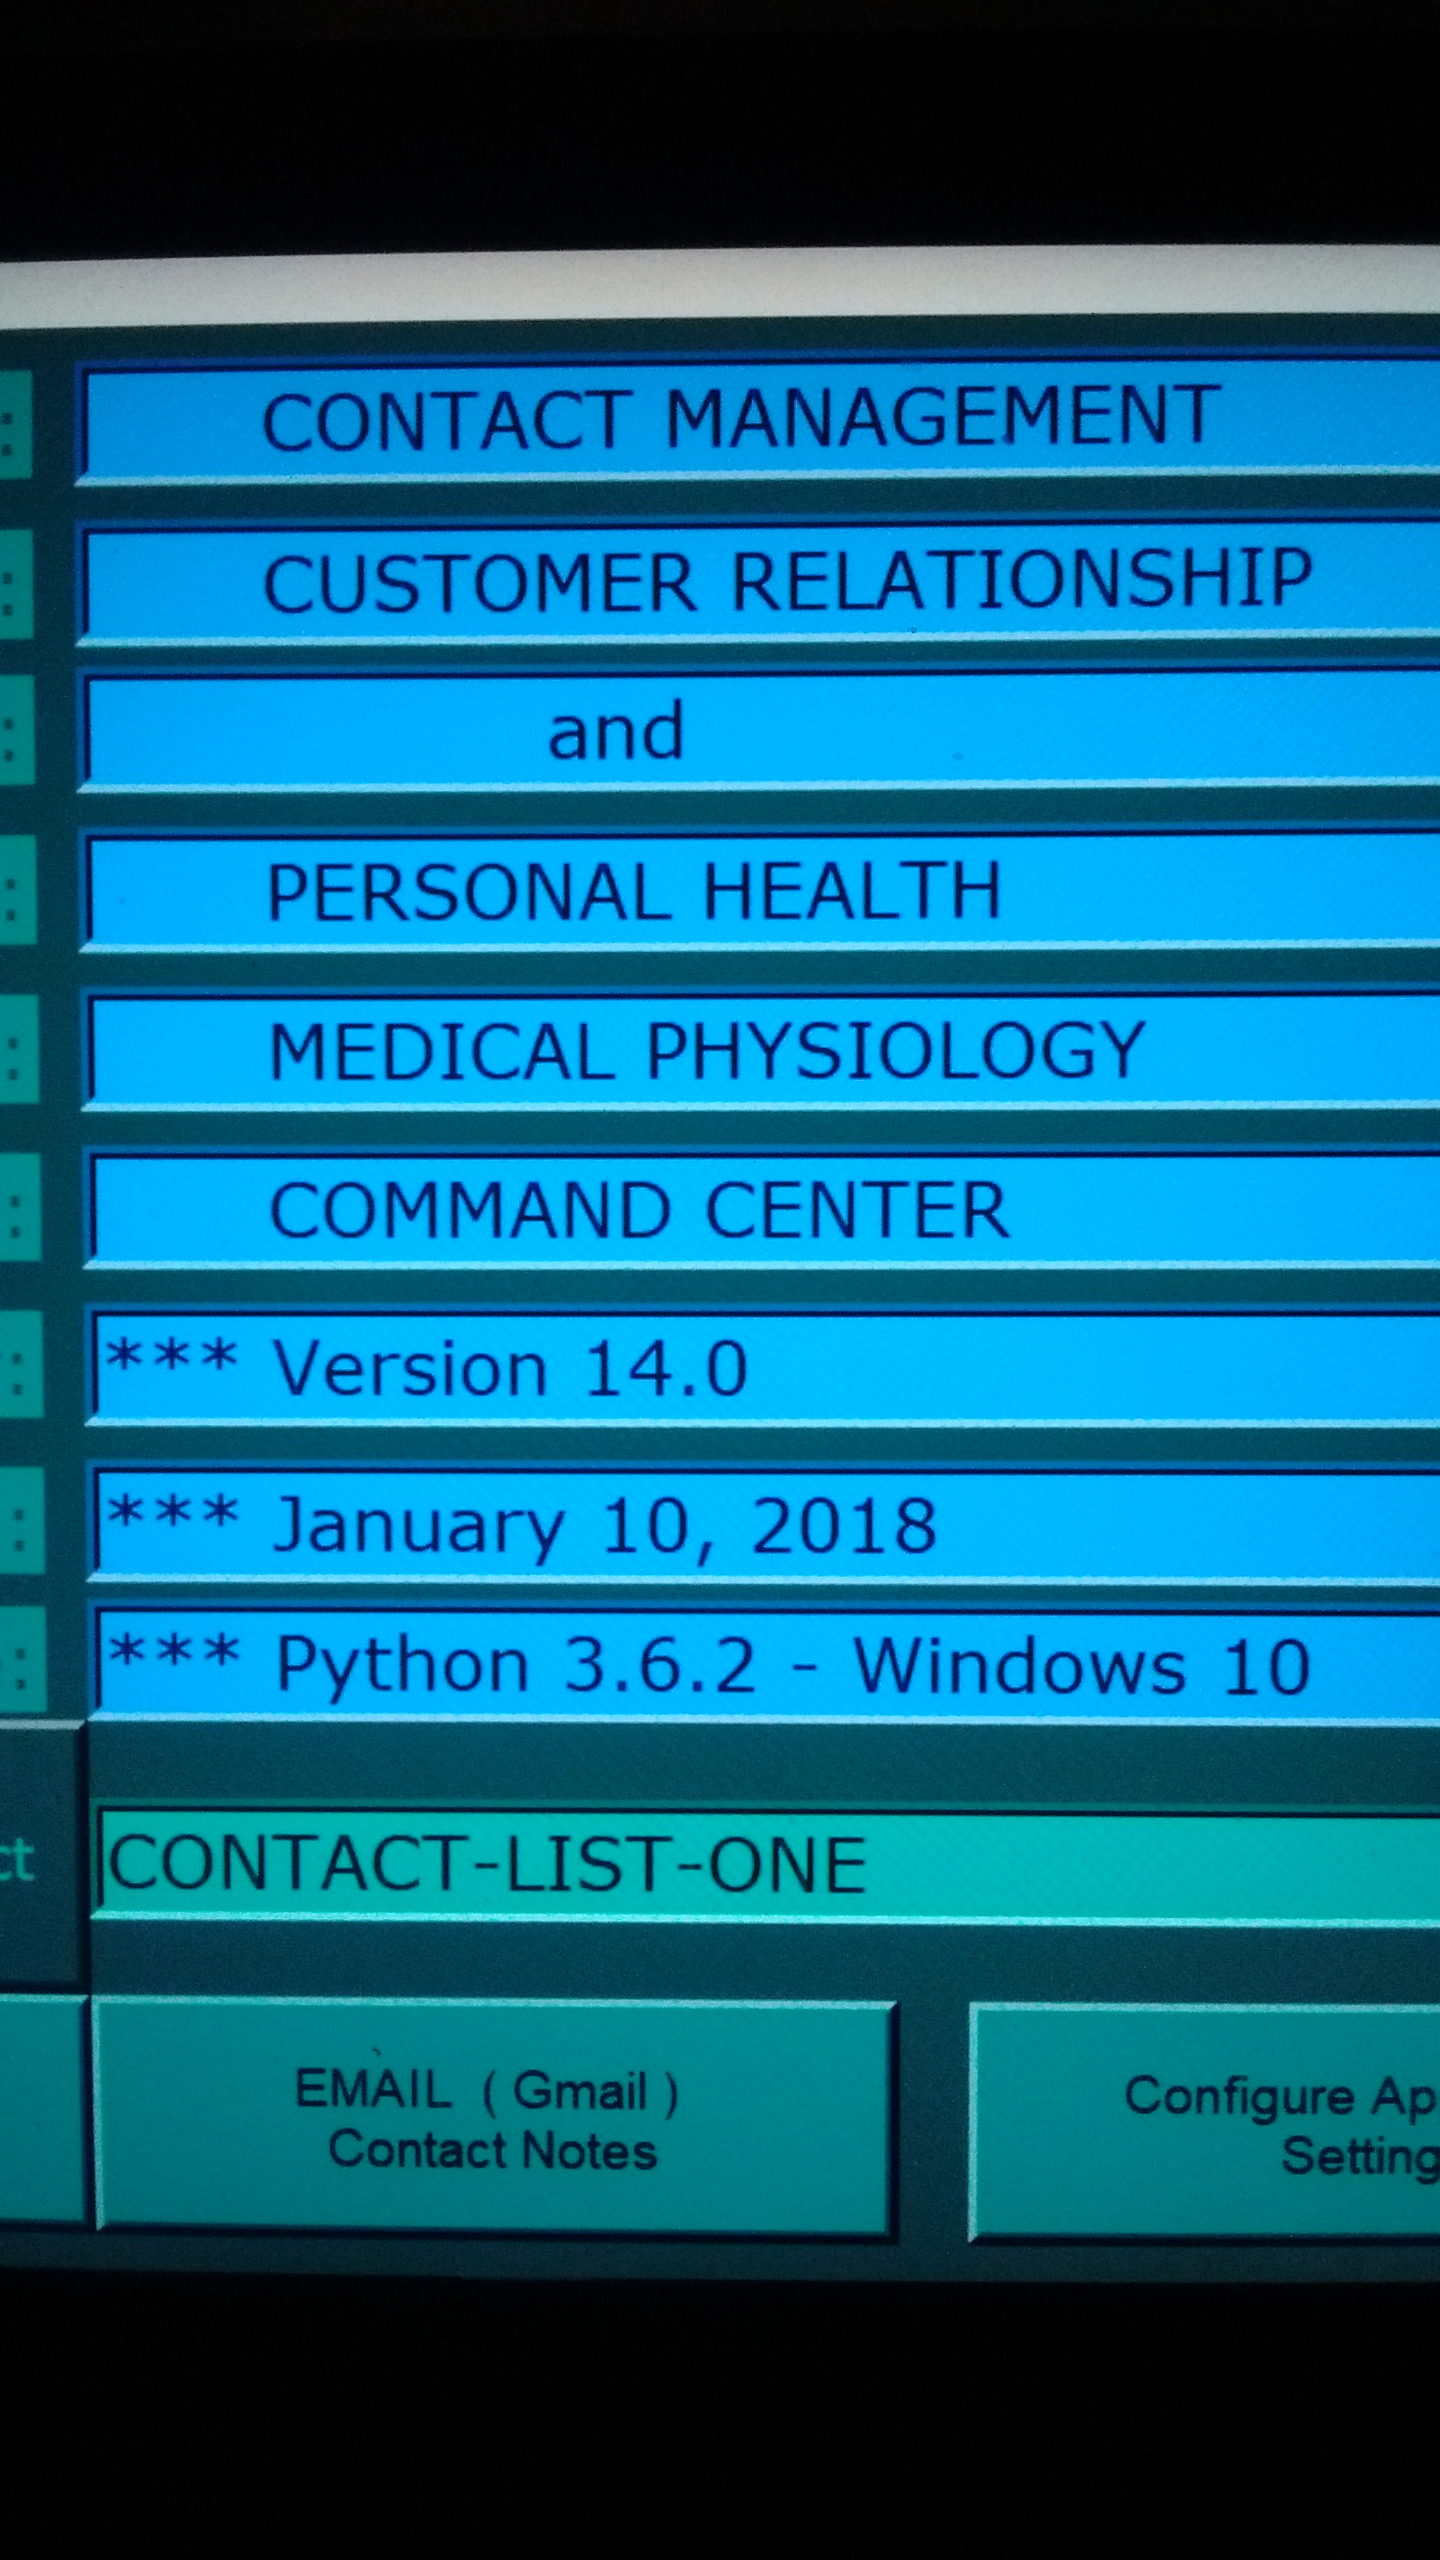 CONTACT MANAGEMENT
CUSTOMER RELATIONSHIP
and
PERSONAL HEALTH
MEDICAL PHYSIOLOGY
COMMAND CENTER
*** Version 14.0
*** January 10, 2018
*** Python 3.6.2 - Windows 10
ct CONTACT-LIST-ONE
EMAIL ( Gmail )
Contact Notes
Configure Ap
Setting